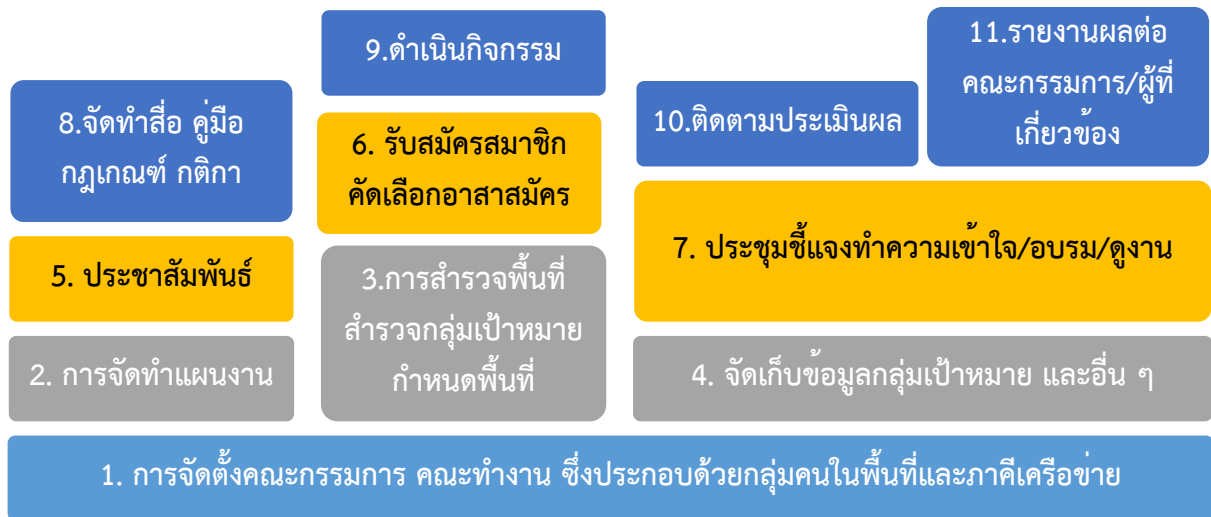 9.ดำเนินกิจกรรม
11.รายงานผลต่อ
คณะกรรมการ/ผู้ที่
เกี่ยวข้อง
8.จัดทำสื่อ คู่มือ
กฎเกณฑ์ กติกา
6. รับสมัครสมาชิก
คัดเลือกอาสาสมัคร
10.ติดตามประเมินผล
5. ประชาสัมพันธ์
7. ประชุมชี้แจงทำความเข้าใจ/อบรม/ดูงาน
3.การสำรวจพื้นที่
สำรวจกลุ่มเป้าหมาย
กำหนดพื้นที่
2. การจัดทำแผนงาน
4. จัดเก็บข้อมูลกลุ่มเป้าหมาย และอื่น ๆ
1. การจัดตั้งคณะกรรมการ คณะทำงาน ซึ่งประกอบด้วยกลุ่มคนในพื้นที่และภาคีเครือข่าย